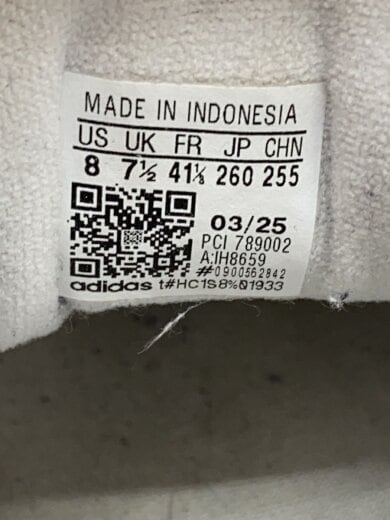 MADE IN INDONESIA
US UK FR JP CHN
8 7½ 41⅓ 260 255
03/25
PCI 789002
A:IH8659
#0900562842
adidas t#HC1S8%01933